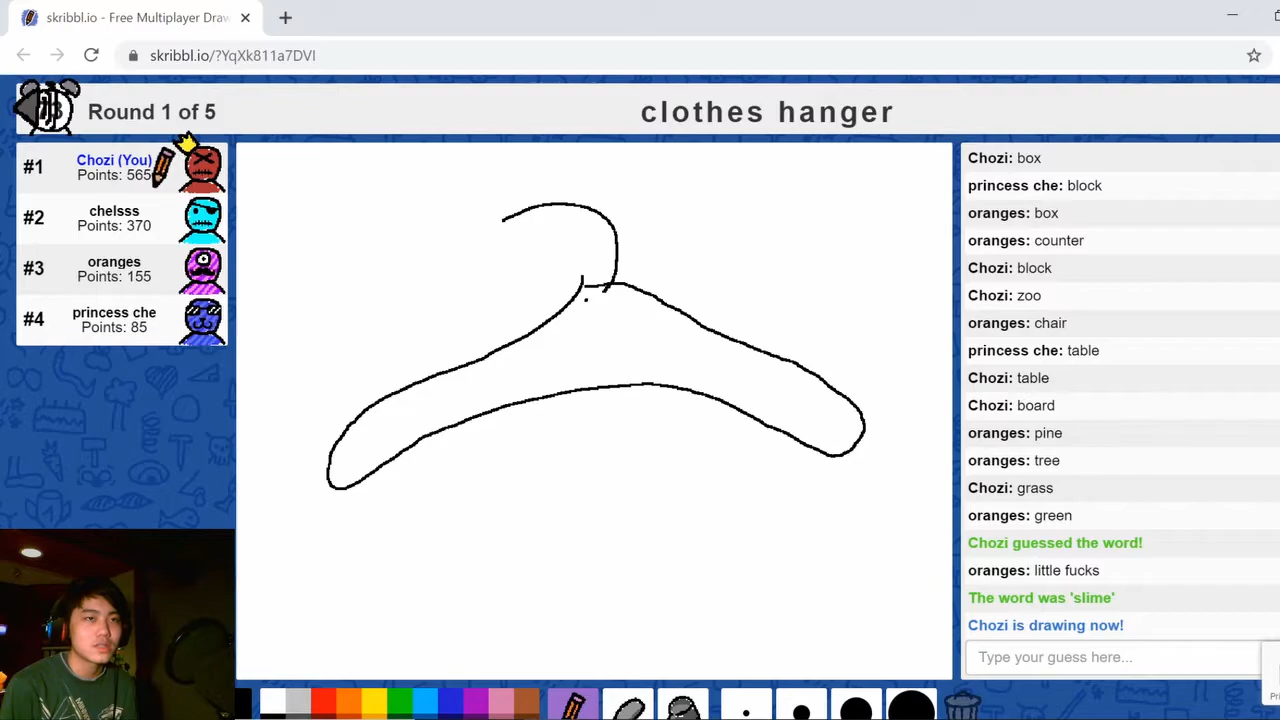 skribbl.io - Free Multiplayer Draw
skribbl.io/?YqXk811a7DVI
Round 1 of 5
clothes hanger
#1
Chozi (You)
Points: 565
#2
chelsss
Points: 370
#3
oranges
Points: 155
#4
princess che
Points: 85
Chozi: box
princess che: block
oranges: box
oranges: counter
Chozi: block
Chozi: zoo
oranges: chair
princess che: table
Chozi: table
Chozi: board
oranges: pine
oranges: tree
Chozi: grass
oranges: green
Chozi guessed the word!
oranges: little fucks
The word was 'slime'
Chozi is drawing now!
Type your guess here...